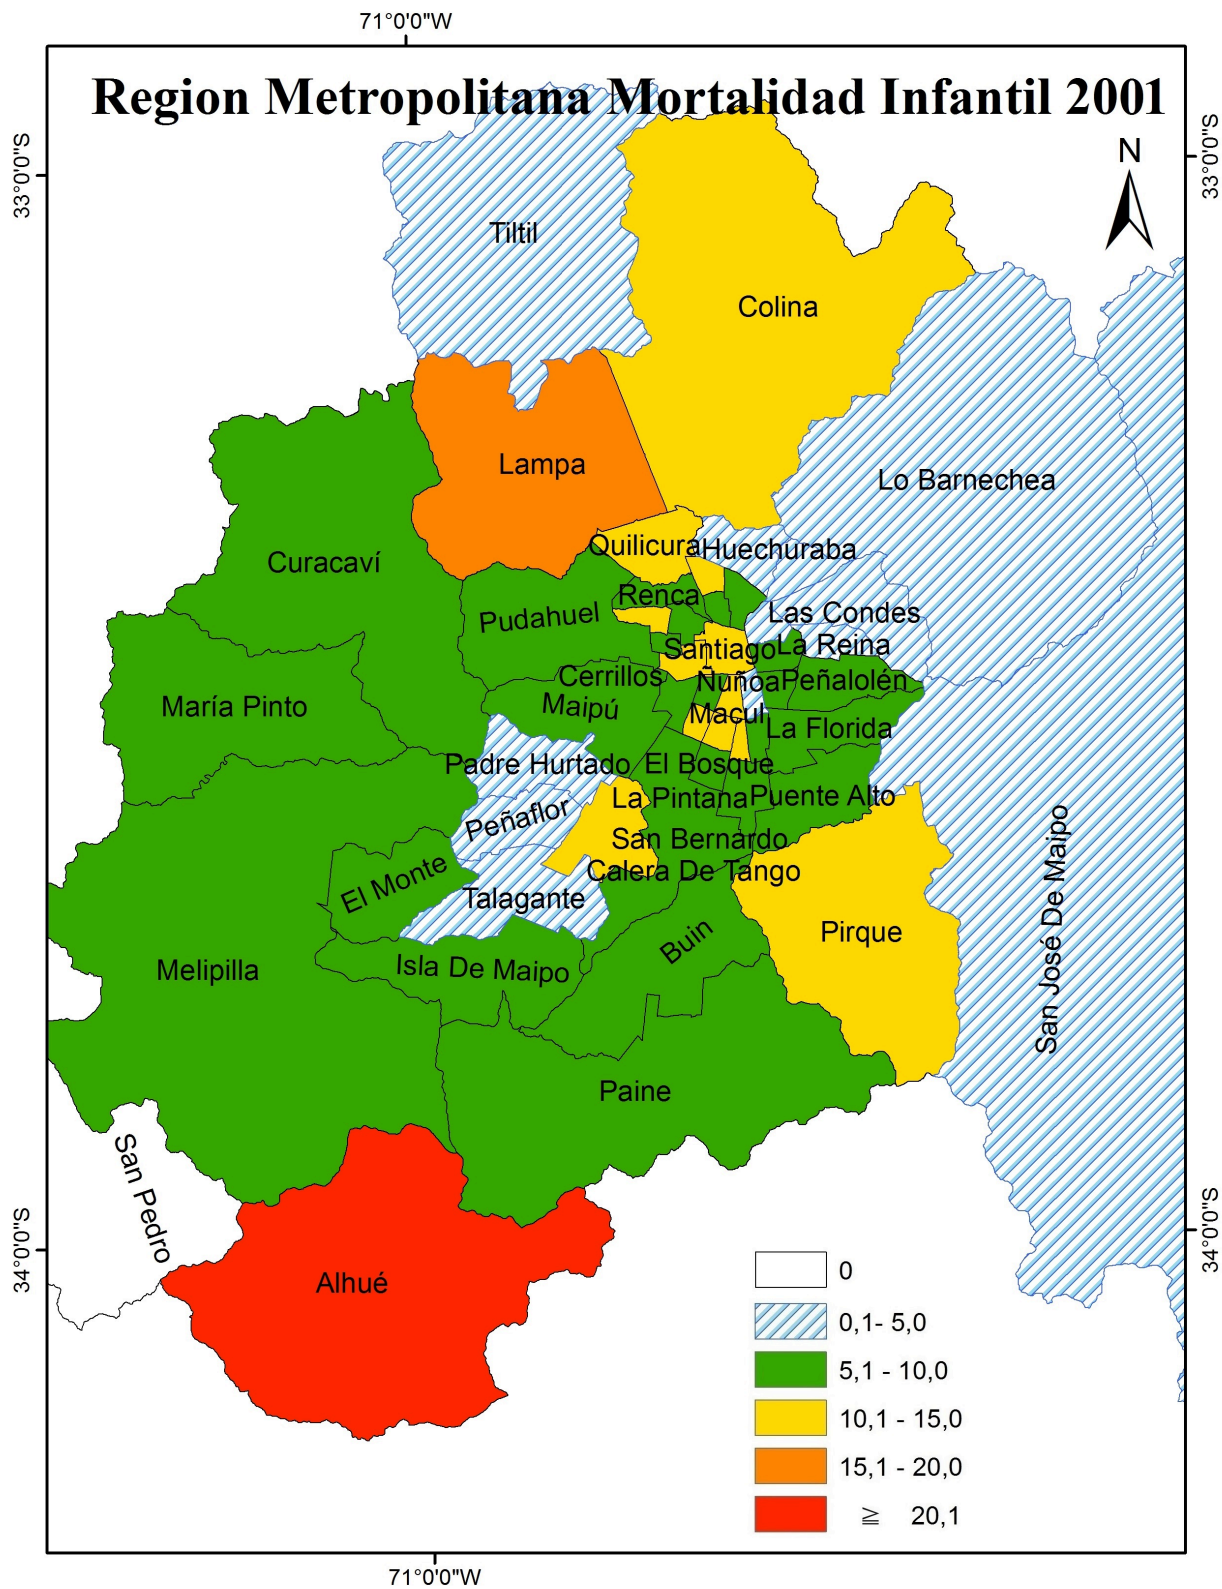 71°0'0"W
Region Metropolitana Mortalidad Infantil 2001
33°0'0"S
33°0'0"S
N
Tiltil
Colina
Lampa
Lo Barnechea
Quilicura
Huechuraba
Curacaví
Renca
Pudahuel
Las Condes
Santiago
La Reina
Cerrillos
Ñuñoa
Peñalolén
María Pinto
Maipú
Macul
La Florida
Padre Hurtado
El Bosque
La Pintana
Puente Alto
Peñaflor
San Bernardo
Calera De Tango
El Monte
Talagante
Pirque
San José De Maipo
Buin
Melipilla
Isla De Maipo
Paine
San Pedro
34°0'0"S
34°0'0"S
Alhué
0
0,1- 5,0
5,1 - 10,0
10,1 - 15,0
15,1 - 20,0
≧ 20,1
71°0'0"W